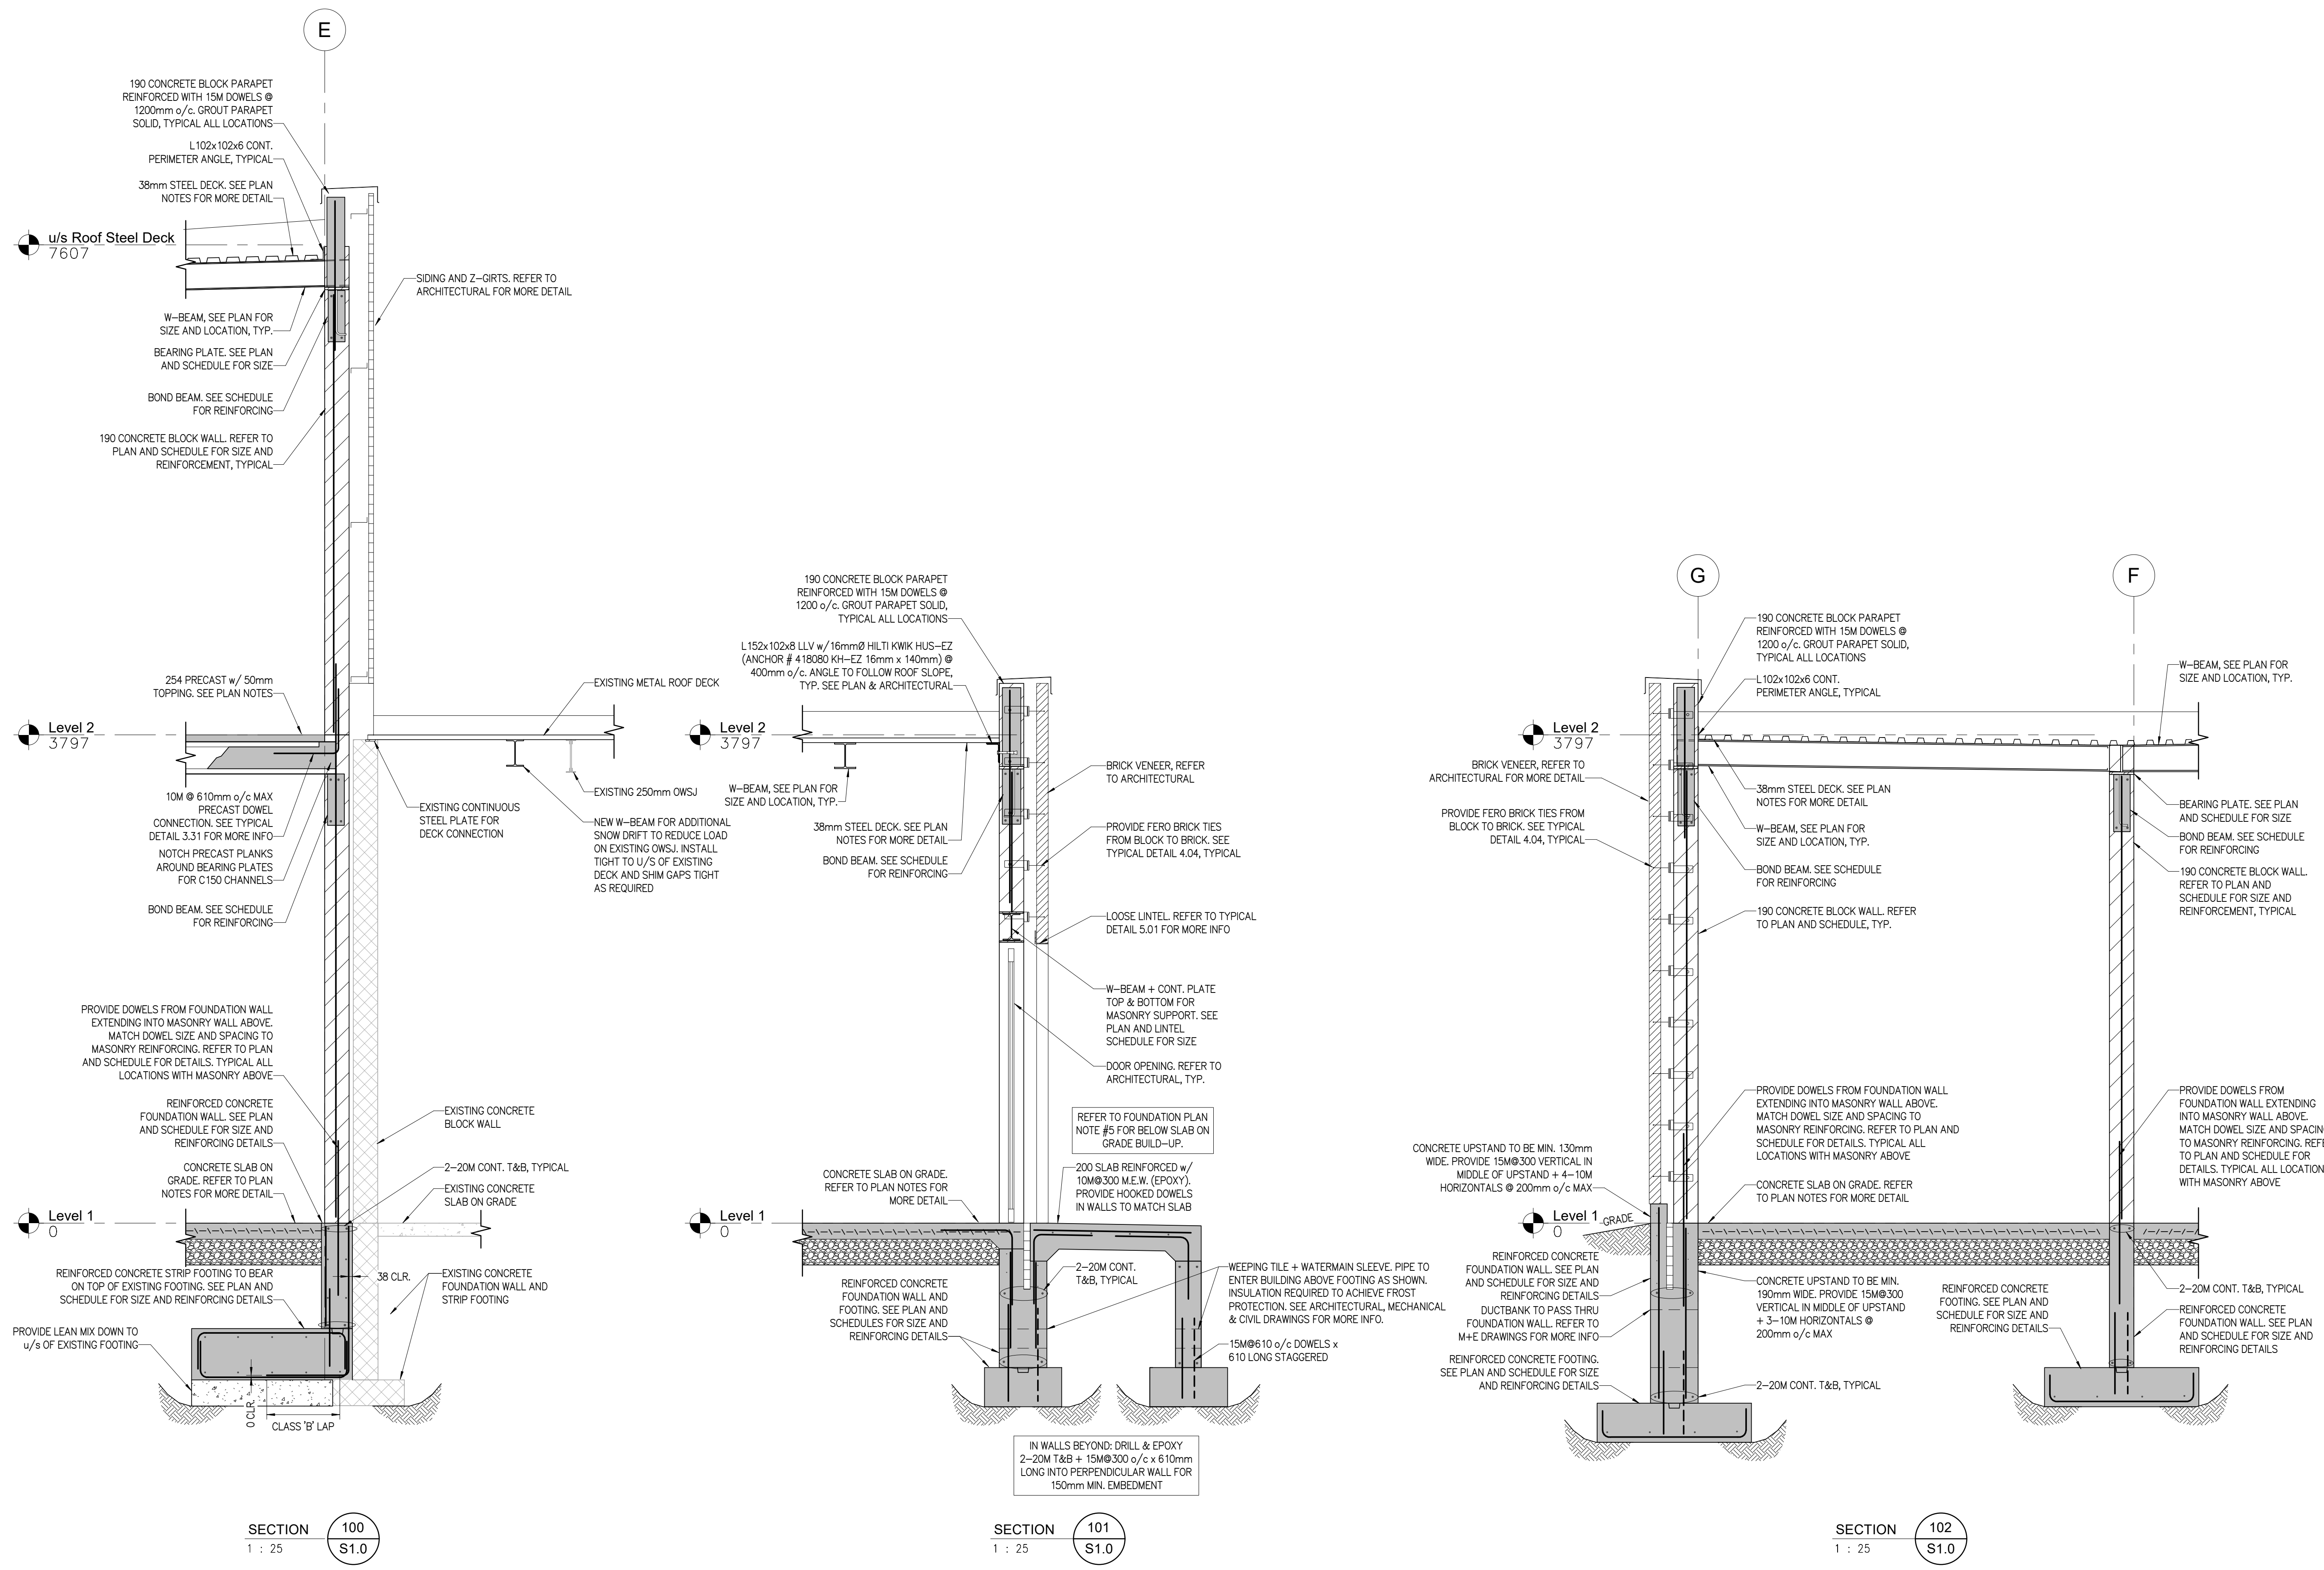 E
190 CONCRETE BLOCK PARAPET
REINFORCED WITH 15M DOWELS @
1200mm o/c. GROUT PARAPET
SOLID, TYPICAL ALL LOCATIONS
L102x102x6 CONT.
PERIMETER ANGLE, TYPICAL
38mm STEEL DECK. SEE PLAN
NOTES FOR MORE DETAIL
u/s Roof Steel Deck
7607
W-BEAM, SEE PLAN FOR
SIZE AND LOCATION, TYP.
BEARING PLATE. SEE PLAN
AND SCHEDULE FOR SIZE
BOND BEAM. SEE SCHEDULE
FOR REINFORCING
190 CONCRETE BLOCK WALL. REFER TO
PLAN AND SCHEDULE FOR SIZE AND
REINFORCEMENT, TYPICAL
SIDING AND Z-GIRTS. REFER TO
ARCHITECTURAL FOR MORE DETAIL
254 PRECAST w/ 50mm
TOPPING. SEE PLAN NOTES
Level 2
3797
10M @ 610mm o/c MAX
PRECAST DOWEL
CONNECTION. SEE TYPICAL
DETAIL 3.31 FOR MORE INFO
NOTCH PRECAST PLANKS
AROUND BEARING PLATES
FOR C150 CHANNELS
BOND BEAM. SEE SCHEDULE
FOR REINFORCING
EXISTING METAL ROOF DECK
EXISTING 250mm OWSJ
EXISTING CONTINUOUS
STEEL PLATE FOR
DECK CONNECTION
NEW W-BEAM FOR ADDITIONAL
SNOW DRIFT TO REDUCE LOAD
ON EXISTING OWSJ. INSTALL
TIGHT TO U/S OF EXISTING
DECK AND SHIM GAPS TIGHT
AS REQUIRED
PROVIDE DOWELS FROM FOUNDATION WALL
EXTENDING INTO MASONRY WALL ABOVE.
MATCH DOWEL SIZE AND SPACING TO
MASONRY REINFORCING. REFER TO PLAN
AND SCHEDULE FOR DETAILS. TYPICAL ALL
LOCATIONS WITH MASONRY ABOVE
REINFORCED CONCRETE
FOUNDATION WALL. SEE PLAN
AND SCHEDULE FOR SIZE AND
REINFORCING DETAILS
CONCRETE SLAB ON
GRADE. REFER TO PLAN
NOTES FOR MORE DETAIL
Level 1
0
REINFORCED CONCRETE STRIP FOOTING TO BEAR
ON TOP OF EXISTING FOOTING. SEE PLAN AND
SCHEDULE FOR SIZE AND REINFORCING DETAILS
PROVIDE LEAN MIX DOWN TO
u/s OF EXISTING FOOTING
EXISTING CONCRETE
BLOCK WALL
2-20M CONT. T&B, TYPICAL
EXISTING CONCRETE
SLAB ON GRADE
38 CLR.
EXISTING CONCRETE
FOUNDATION WALL AND
STRIP FOOTING
0 CLR.
CLASS 'B' LAP
SECTION
1 : 25
100
S1.0
190 CONCRETE BLOCK PARAPET
REINFORCED WITH 15M DOWELS @
1200 o/c. GROUT PARAPET SOLID,
TYPICAL ALL LOCATIONS
L152x102x8 LLV w/16mmØ HILTI KWIK HUS-EZ
(ANCHOR # 418080 KH-EZ 16mm x 140mm) @
400mm o/c. ANGLE TO FOLLOW ROOF SLOPE,
TYP. SEE PLAN & ARCHITECTURAL
Level 2
3797
W-BEAM, SEE PLAN FOR
SIZE AND LOCATION, TYP.
38mm STEEL DECK. SEE PLAN
NOTES FOR MORE DETAIL
BOND BEAM. SEE SCHEDULE
FOR REINFORCING
BRICK VENEER, REFER
TO ARCHITECTURAL
PROVIDE FERO BRICK TIES
FROM BLOCK TO BRICK. SEE
TYPICAL DETAIL 4.04, TYPICAL
LOOSE LINTEL. REFER TO TYPICAL
DETAIL 5.01 FOR MORE INFO
W-BEAM + CONT. PLATE
TOP & BOTTOM FOR
MASONRY SUPPORT. SEE
PLAN AND LINTEL
SCHEDULE FOR SIZE
DOOR OPENING. REFER TO
ARCHITECTURAL, TYP.
REFER TO FOUNDATION PLAN
NOTE #5 FOR BELOW SLAB ON
GRADE BUILD-UP.
CONCRETE SLAB ON GRADE.
REFER TO PLAN NOTES FOR
MORE DETAIL
200 SLAB REINFORCED w/
10M@300 M.E.W. (EPOXY).
PROVIDE HOOKED DOWELS
IN WALLS TO MATCH SLAB
Level 1
0
REINFORCED CONCRETE
FOUNDATION WALL AND
FOOTING. SEE PLAN AND
SCHEDULES FOR SIZE AND
REINFORCING DETAILS
2-20M CONT.
T&B, TYPICAL
WEEPING TILE + WATERMAIN SLEEVE. PIPE TO
ENTER BUILDING ABOVE FOOTING AS SHOWN.
INSULATION REQUIRED TO ACHIEVE FROST
PROTECTION. SEE ARCHITECTURAL, MECHANICAL
& CIVIL DRAWINGS FOR MORE INFO.
15M@610 o/c DOWELS x
610 LONG STAGGERED
IN WALLS BEYOND: DRILL & EPOXY
2-20M T&B + 15M@300 o/c x 610mm
LONG INTO PERPENDICULAR WALL FOR
150mm MIN. EMBEDMENT
SECTION
1 : 25
101
S1.0
G
F
190 CONCRETE BLOCK PARAPET
REINFORCED WITH 15M DOWELS @
1200 o/c. GROUT PARAPET SOLID,
TYPICAL ALL LOCATIONS
L102x102x6 CONT.
PERIMETER ANGLE, TYPICAL
W-BEAM, SEE PLAN FOR
SIZE AND LOCATION, TYP.
Level 2
3797
BRICK VENEER, REFER TO
ARCHITECTURAL FOR MORE DETAIL
PROVIDE FERO BRICK TIES FROM
BLOCK TO BRICK. SEE TYPICAL
DETAIL 4.04, TYPICAL
38mm STEEL DECK. SEE PLAN
NOTES FOR MORE DETAIL
W-BEAM, SEE PLAN FOR
SIZE AND LOCATION, TYP.
BOND BEAM. SEE SCHEDULE
FOR REINFORCING
190 CONCRETE BLOCK WALL. REFER
TO PLAN AND SCHEDULE, TYP.
BEARING PLATE. SEE PLAN
AND SCHEDULE FOR SIZE
BOND BEAM. SEE SCHEDULE
FOR REINFORCING
190 CONCRETE BLOCK WALL.
REFER TO PLAN AND
SCHEDULE FOR SIZE AND
REINFORCEMENT, TYPICAL
CONCRETE UPSTAND TO BE MIN. 130mm
WIDE. PROVIDE 15M@300 VERTICAL IN
MIDDLE OF UPSTAND + 4-10M
HORIZONTALS @ 200mm o/c MAX
PROVIDE DOWELS FROM FOUNDATION WALL
EXTENDING INTO MASONRY WALL ABOVE.
MATCH DOWEL SIZE AND SPACING TO
MASONRY REINFORCING. REFER TO PLAN AND
SCHEDULE FOR DETAILS. TYPICAL ALL
LOCATIONS WITH MASONRY ABOVE
CONCRETE SLAB ON GRADE. REFER
TO PLAN NOTES FOR MORE DETAIL
PROVIDE DOWELS FROM
FOUNDATION WALL EXTENDING
INTO MASONRY WALL ABOVE.
MATCH DOWEL SIZE AND SPACIN
TO MASONRY REINFORCING. REF
TO PLAN AND SCHEDULE FOR
DETAILS. TYPICAL ALL LOCATION
WITH MASONRY ABOVE
Level 1
0
GRADE
REINFORCED CONCRETE
FOUNDATION WALL. SEE PLAN
AND SCHEDULE FOR SIZE AND
REINFORCING DETAILS
DUCTBANK TO PASS THRU
FOUNDATION WALL. REFER TO
M+E DRAWINGS FOR MORE INFO
REINFORCED CONCRETE FOOTING.
SEE PLAN AND SCHEDULE FOR SIZE
AND REINFORCING DETAILS
CONCRETE UPSTAND TO BE MIN.
190mm WIDE. PROVIDE 15M@300
VERTICAL IN MIDDLE OF UPSTAND
+ 3-10M HORIZONTALS @
200mm o/c MAX
2-20M CONT. T&B, TYPICAL
REINFORCED CONCRETE
FOOTING. SEE PLAN AND
SCHEDULE FOR SIZE AND
REINFORCING DETAILS
2-20M CONT. T&B, TYPICAL
REINFORCED CONCRETE
FOUNDATION WALL. SEE PLAN
AND SCHEDULE FOR SIZE AND
REINFORCING DETAILS
SECTION
1 : 25
102
S1.0